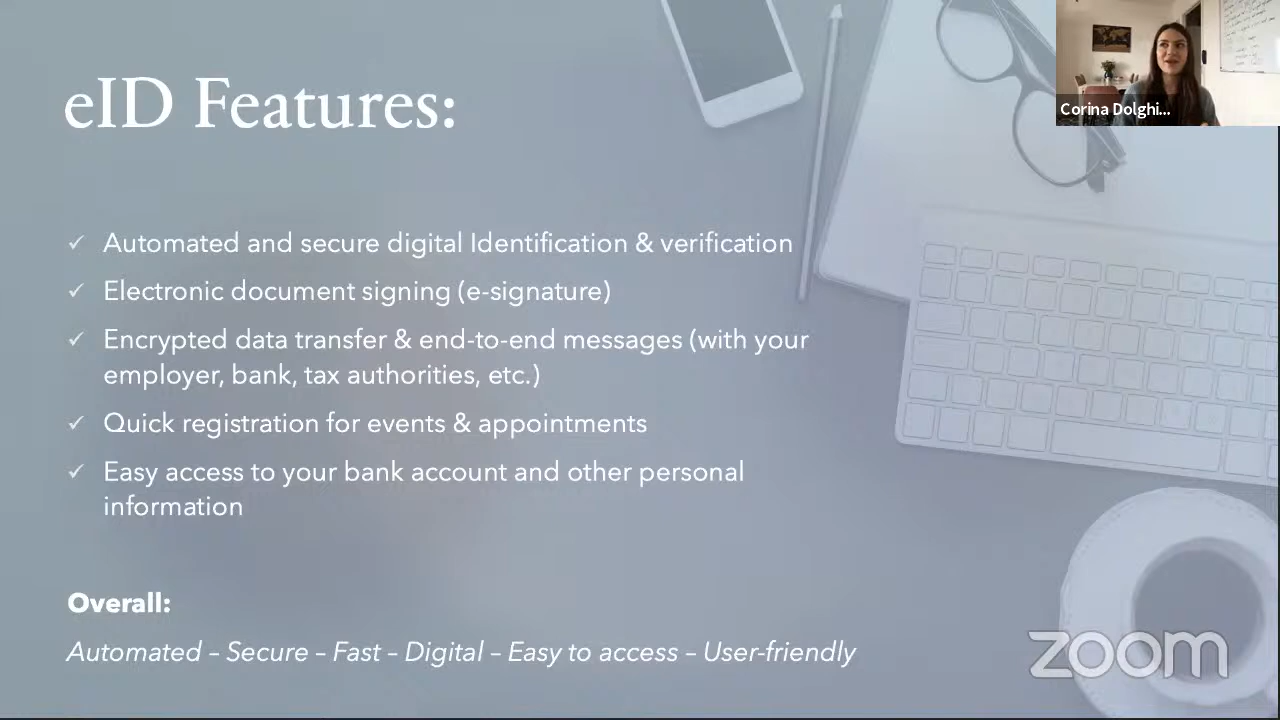 eID Features:
Corina Dolghi...
✓ Automated and secure digital Identification & verification
✓ Electronic document signing (e-signature)
✓ Encrypted data transfer & end-to-end messages (with your
employer, bank, tax authorities, etc.)
✓ Quick registration for events & appointments
✓ Easy access to your bank account and other personal
information
Overall:
Automated – Secure – Fast – Digital – Easy to access – User-friendly
zoom